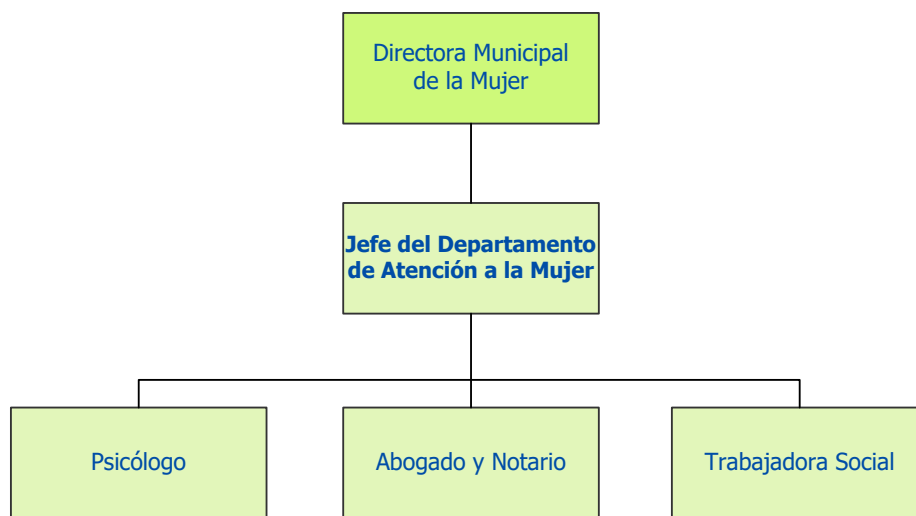 Directora Municipal
de la Mujer
Jefe del Departamento
de Atención a la Mujer
Psicólogo
Abogado y Notario
Trabajadora Social